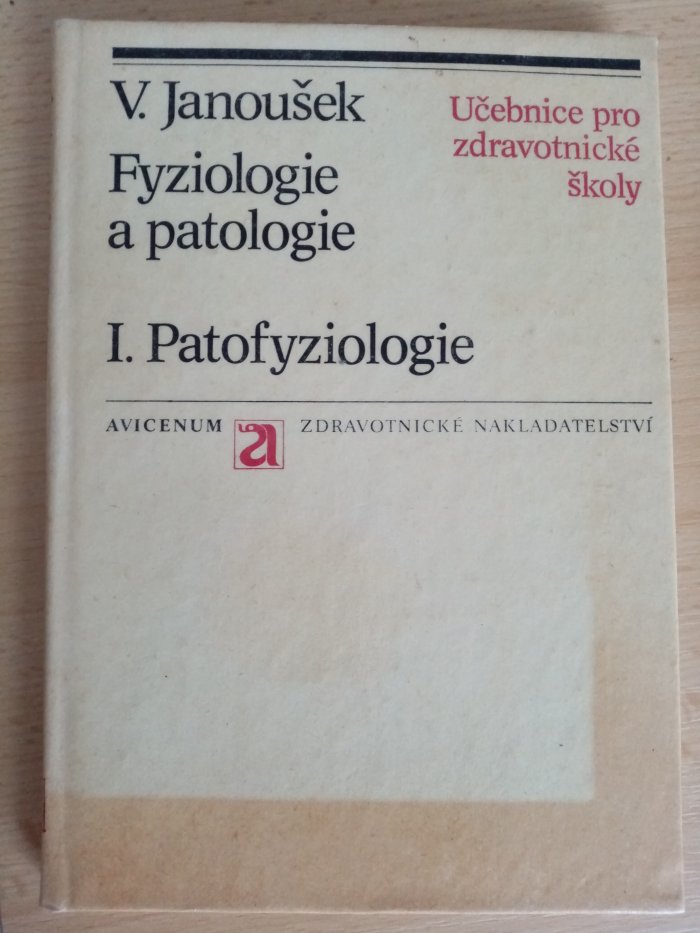 V. Janoušek
Učebnice pro
zdravotnické
školy
Fyziologie
a patologie
I. Patofyziologie
AVICENUM a ZDRAVOTNICKÉ NAKLADATELSTVÍ